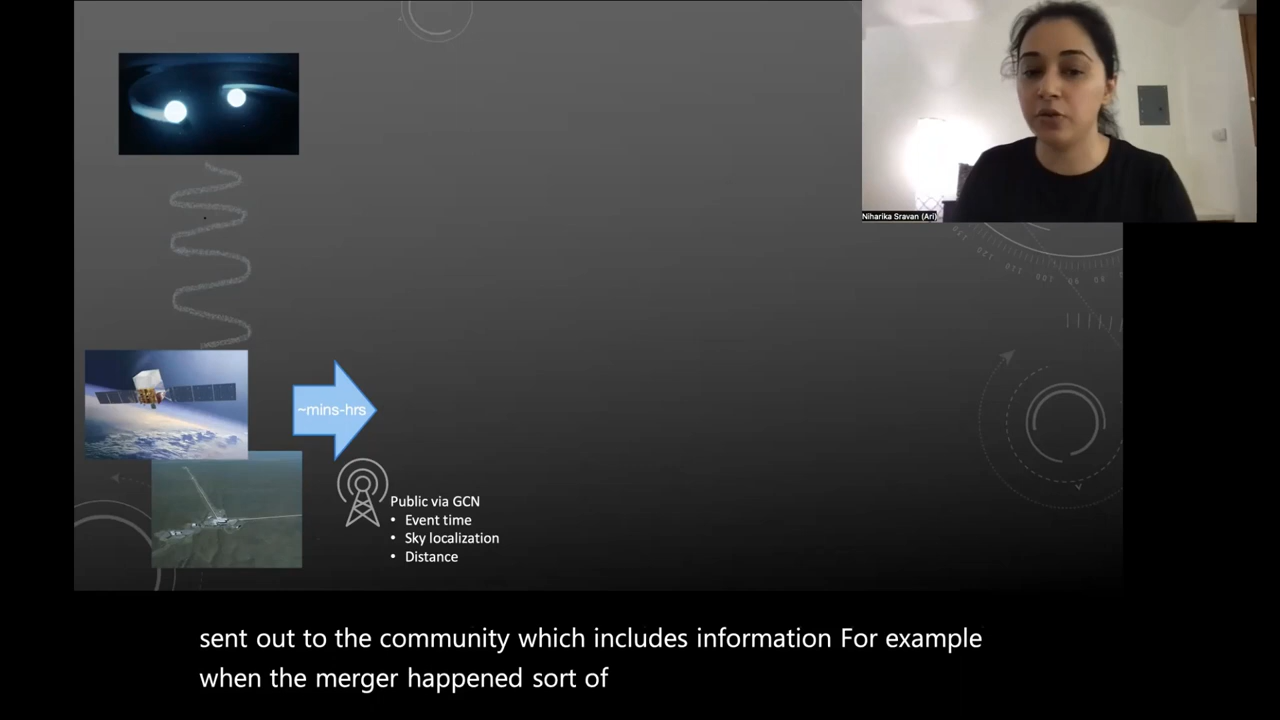 Niharika Sravan (Ari)
~mins-hrs
Public via GCN
• Event time
• Sky localization
• Distance
sent out to the community which includes information For example
when the merger happened sort of